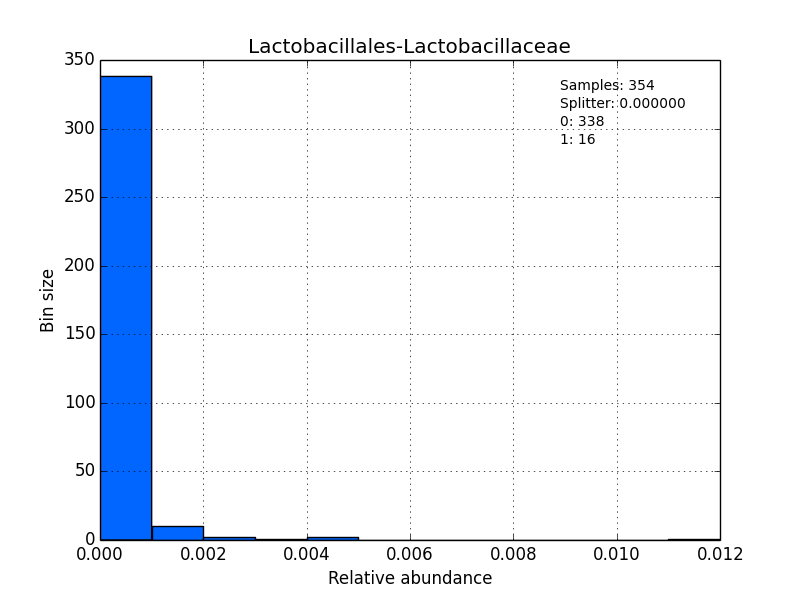 Lactobacillales-Lactobacillaceae
350
300
250
200
150
100
50
0
Bin size
Samples: 354
Splitter: 0.000000
0: 338
1: 16
0.000 0.002 0.004 0.006 0.008 0.010 0.012
Relative abundance